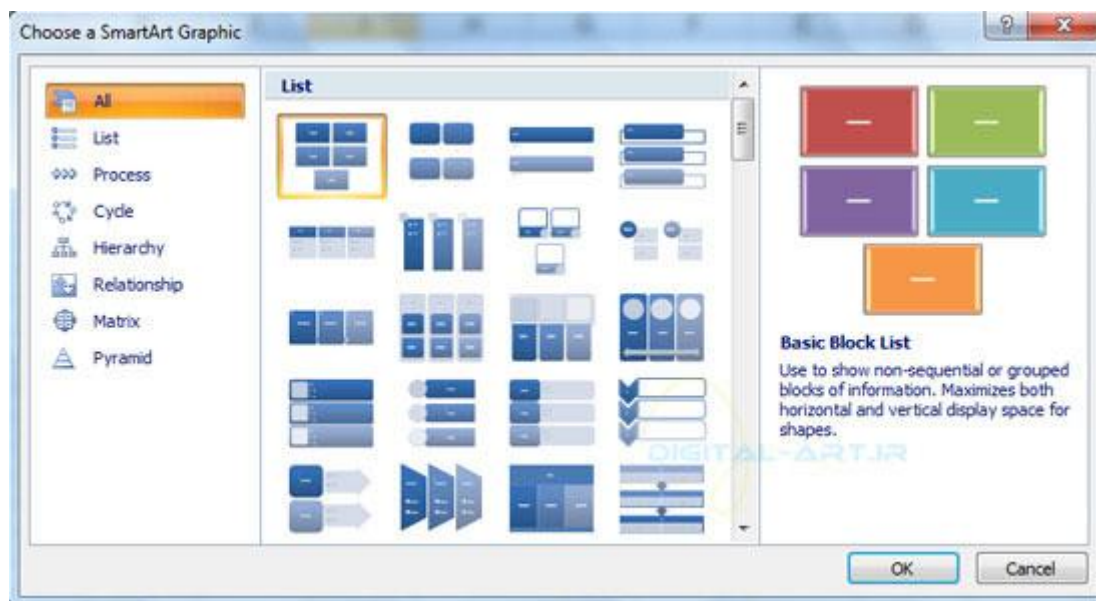 Choose a SmartArt Graphic
All
List
Process
Cycle
Hierarchy
Relationship
Matrix
Pyramid
List
Basic Block List
Use to show non-sequential or grouped
blocks of information. Maximizes both
horizontal and vertical display space for
shapes.
DIGITAL-ART.IR
OK
Cancel